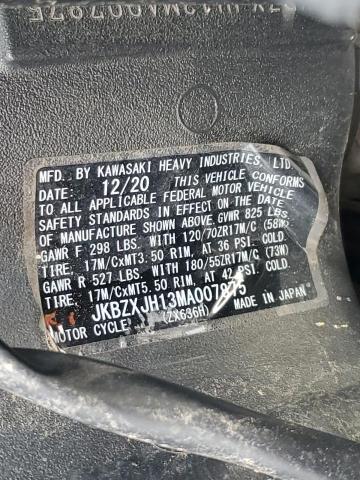 MFD. BY KAWASAKI HEAVY INDUSTRIES, LTD.
DATE: 12/20 THIS VEHICLE CONFORMS
TO ALL APPLICABLE FEDERAL MOTOR VEHICLE
SAFETY STANDARDS IN EFFECT ON THE DATE
OF MANUFACTURE SHOWN ABOVE. GVWR 825 LBS.
GAWR F 298 LBS. WITH 120/70ZR17M/C (58W)
TIRE, 17M/CxMT3.50 RIM, AT 36 PSI. COLD.
GAWR R 527 LBS. WITH 180/55ZR17M/C (73W)
TIRE, 17M/CxMT5.50 RIM, AT 42 PSI. COLD.
JKBZXJH13MA007875
MOTOR CYCLE (ZX636H) MADE IN JAPAN